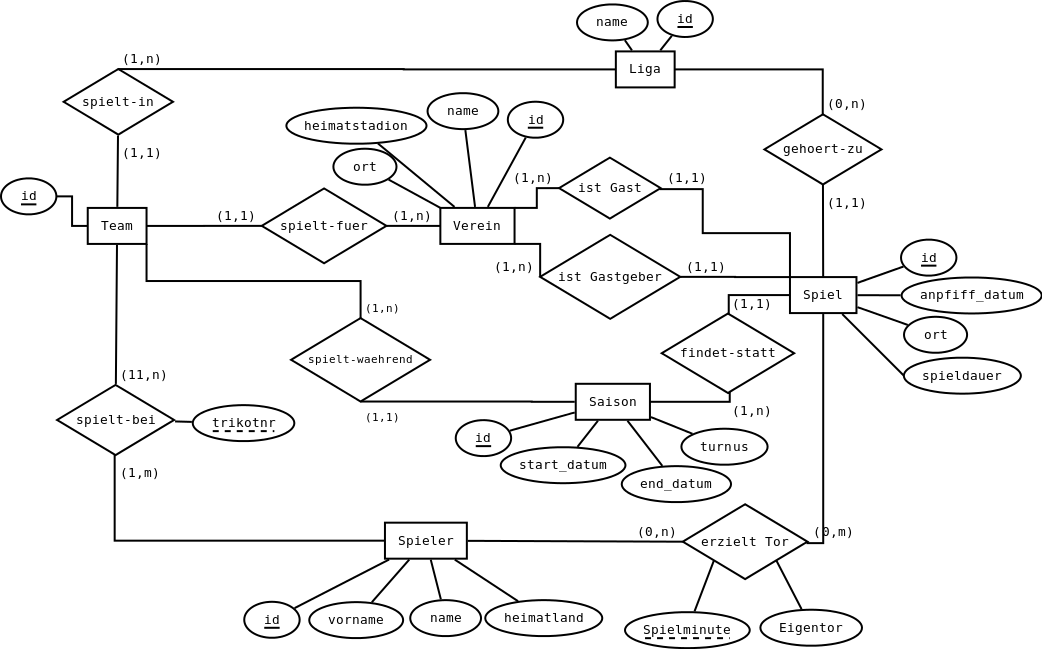 name
id
(1,n)
Liga
spielt-in
(0,n)
name
id
heimatstadion
gehoert-zu
(1,1)
ort
(1,n)
ist Gast
(1,1)
id
(1,1)
(1,1)
(1,n)
Team
spielt-fuer
Verein
(1,n)
ist Gastgeber
(1,1)
id
Spiel
anpfiff_datum
(1,n)
(1,1)
ort
spielt-waehrend
findet-statt
(11,n)
spieldauer
Saison
(1,n)
(1,1)
spielt-bei
trikotnr
id
turnus
start_datum
(1,m)
end_datum
(0,n)
(0,m)
Spieler
erzielt Tor
id
vorname
name
heimatland
Spielminute
Eigentor